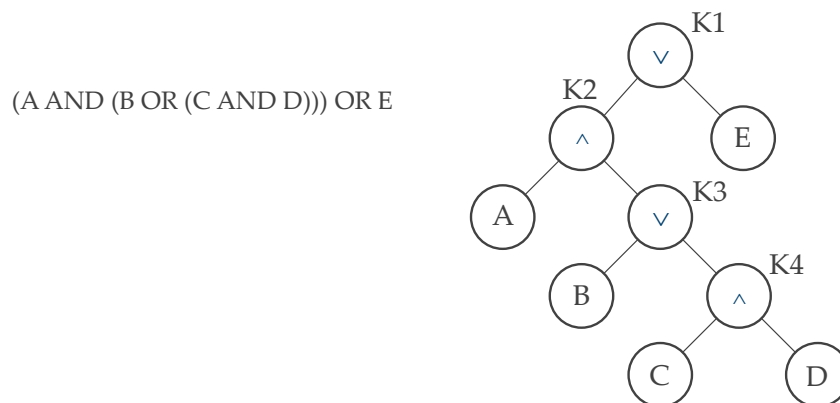 (A AND (B OR (C AND D))) OR E
K1
∨
K2
∧
E
K3
A
∨
K4
B
∧
C
D